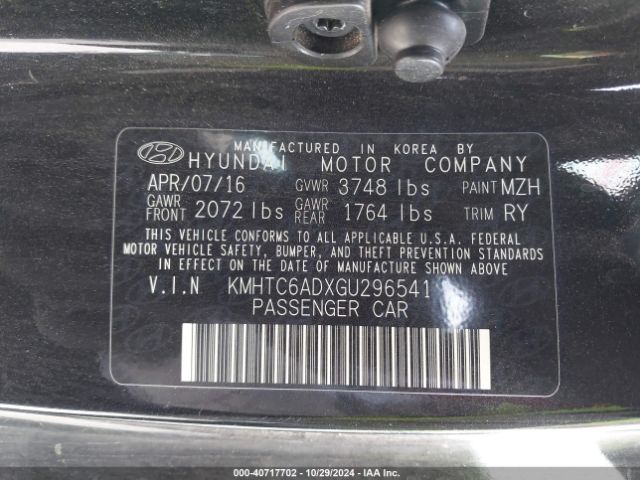 MANUFACTURED IN KOREA BY
HYUNDAI MOTOR COMPANY
APR/07/16 GVWR 3748 lbs PAINT MZH
GAWR FRONT 2072 lbs GAWR REAR 1764 lbs TRIM RY
THIS VEHICLE CONFORMS TO ALL APPLICABLE U.S.A. FEDERAL
MOTOR VEHICLE SAFETY, BUMPER, AND THEFT PREVENTION STANDARDS
IN EFFECT ON THE DATE OF MANUFACTURE SHOWN ABOVE
V.I.N KMHTC6ADXGU296541
PASSENGER CAR
© - 40717702 - 10/29/2024 - IAA Inc.